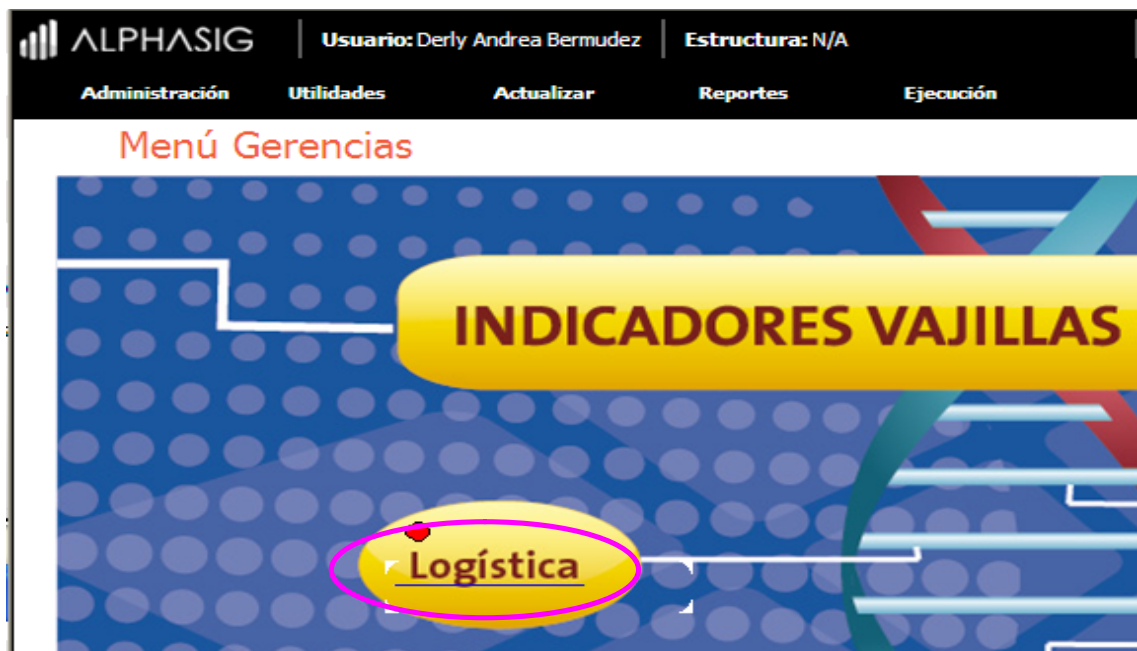 ALPHASIG Usuario: Derly Andrea Bermudez Estructura: N/A
Administración Utilidades Actualizar Reportes Ejecución
Menú Gerencias
INDICADORES VAJILLAS
Logística